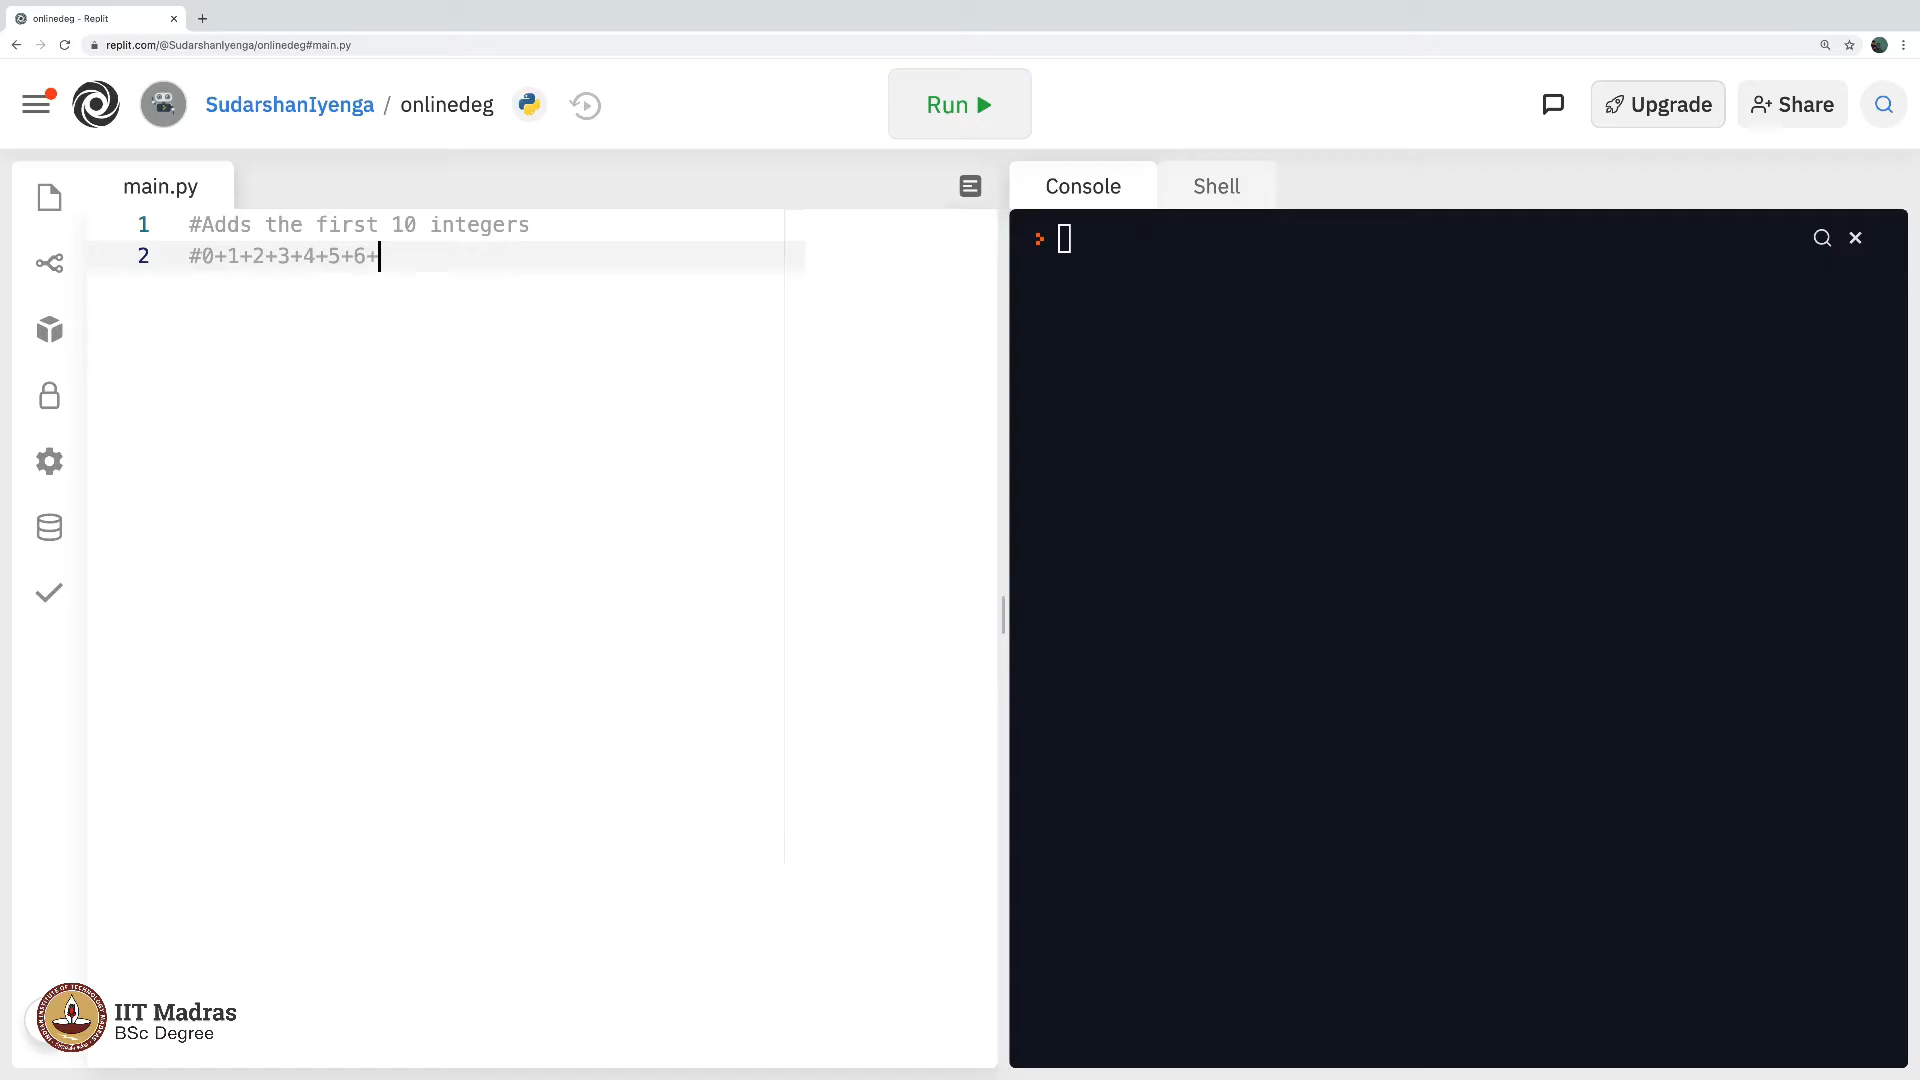 onlinedeg - Replit
replit.com/@SudarshanIyenga/onlinedeg#main.py
SudarshanIyenga / onlinedeg
Run
Upgrade
Share
main.py
Console
Shell
1 #Adds the first 10 integers
2 #0+1+2+3+4+5+6+
IIT Madras
BSc Degree